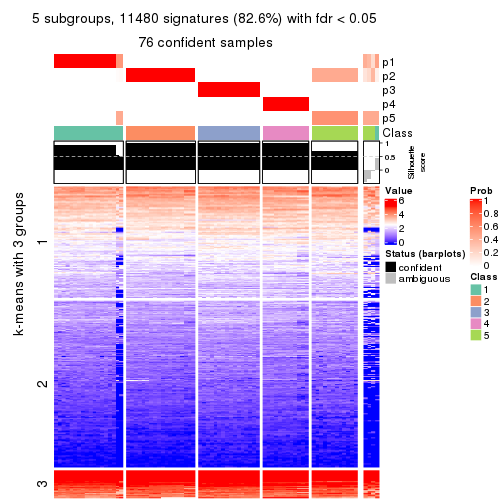 5 subgroups, 11480 signatures (82.6%) with fdr < 0.05
76 confident samples
p1
p2
p3
p4
p5
Class
1
0.5
0
Silhouette
score
k-means with 3 groups
1
2
3
Value
6
4
2
0
Status (barplots)
confident
ambiguous
Prob
1
0.8
0.6
0.4
0.2
0
Class
1
2
3
4
5